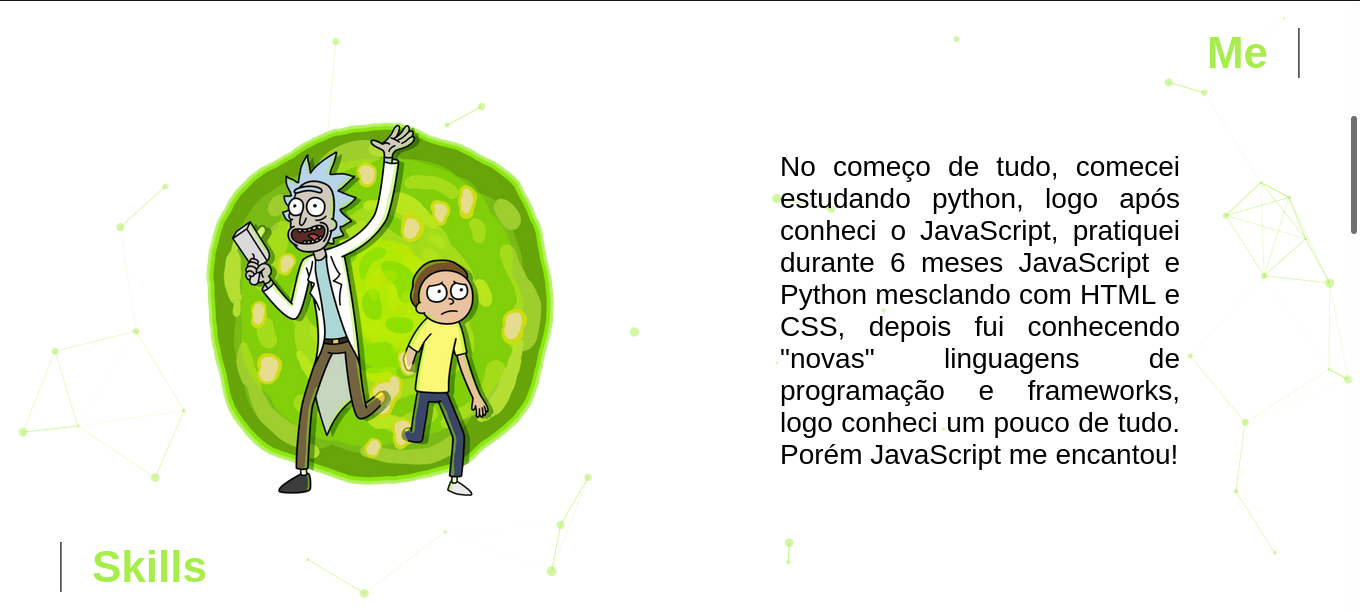 Me
No começo de tudo, comecei
estudando python, logo após
conheci o JavaScript, pratiquei
durante 6 meses JavaScript e
Python mesclando com HTML e
CSS, depois fui conhecendo
"novas" linguagens de
programação e frameworks,
logo conheci um pouco de tudo.
Porém JavaScript me encantou!
Skills